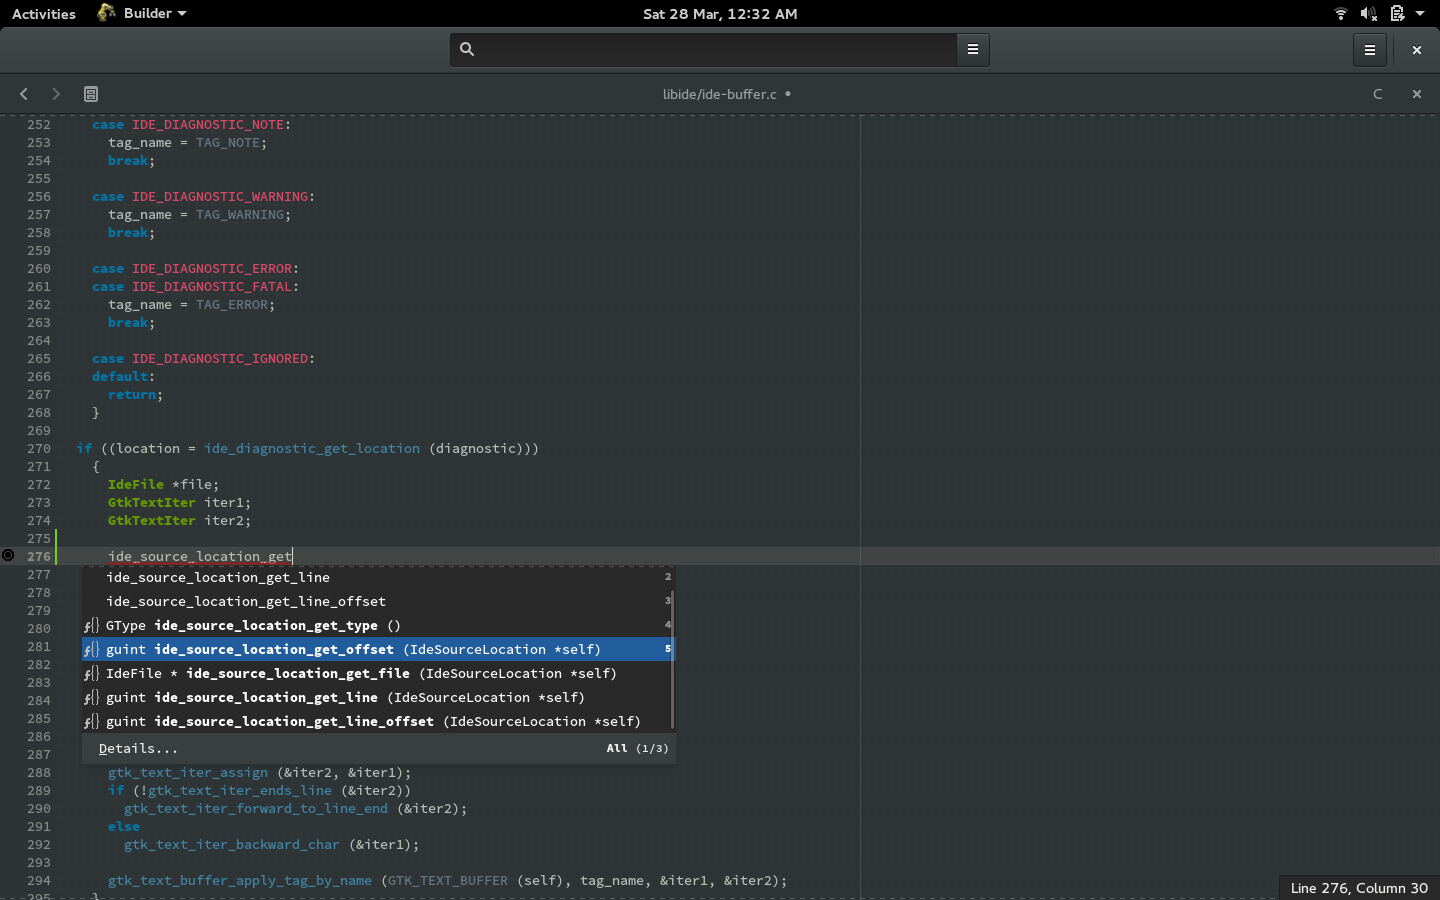 Activities Builder Sat 28 Mar, 12:32 AM
libide/ide-buffer.c • C
252 case IDE_DIAGNOSTIC_NOTE:
253 tag_name = TAG_NOTE;
254 break;
255
256 case IDE_DIAGNOSTIC_WARNING:
257 tag_name = TAG_WARNING;
258 break;
259
260 case IDE_DIAGNOSTIC_ERROR:
261 case IDE_DIAGNOSTIC_FATAL:
262 tag_name = TAG_ERROR;
263 break;
264
265 case IDE_DIAGNOSTIC_IGNORED:
266 default:
267 return;
268 }
269
270 if ((location = ide_diagnostic_get_location (diagnostic)))
271 {
272 IdeFile *file;
273 GtkTextIter iter1;
274 GtkTextIter iter2;
275
276 ide_source_location_get
277 ide_source_location_get_line 2
278
279 ide_source_location_get_line_offset 3
280 f{} GType ide_source_location_get_type () 4
281 f{} guint ide_source_location_get_offset (IdeSourceLocation *self) 5
282
283 f{} IdeFile * ide_source_location_get_file (IdeSourceLocation *self)
284 f{} guint ide_source_location_get_line (IdeSourceLocation *self)
285 f{} guint ide_source_location_get_line_offset (IdeSourceLocation *self)
286
287 Details... All (1/3)
288 gtk_text_iter_assign (&iter2, &iter1);
289 if (!gtk_text_iter_ends_line (&iter2))
290 gtk_text_iter_forward_to_line_end (&iter2);
291 else
292 gtk_text_iter_backward_char (&iter1);
293
294 gtk_text_buffer_apply_tag_by_name (GTK_TEXT_BUFFER (self), tag_name, &iter1, &iter2);
295 }
Line 276, Column 30